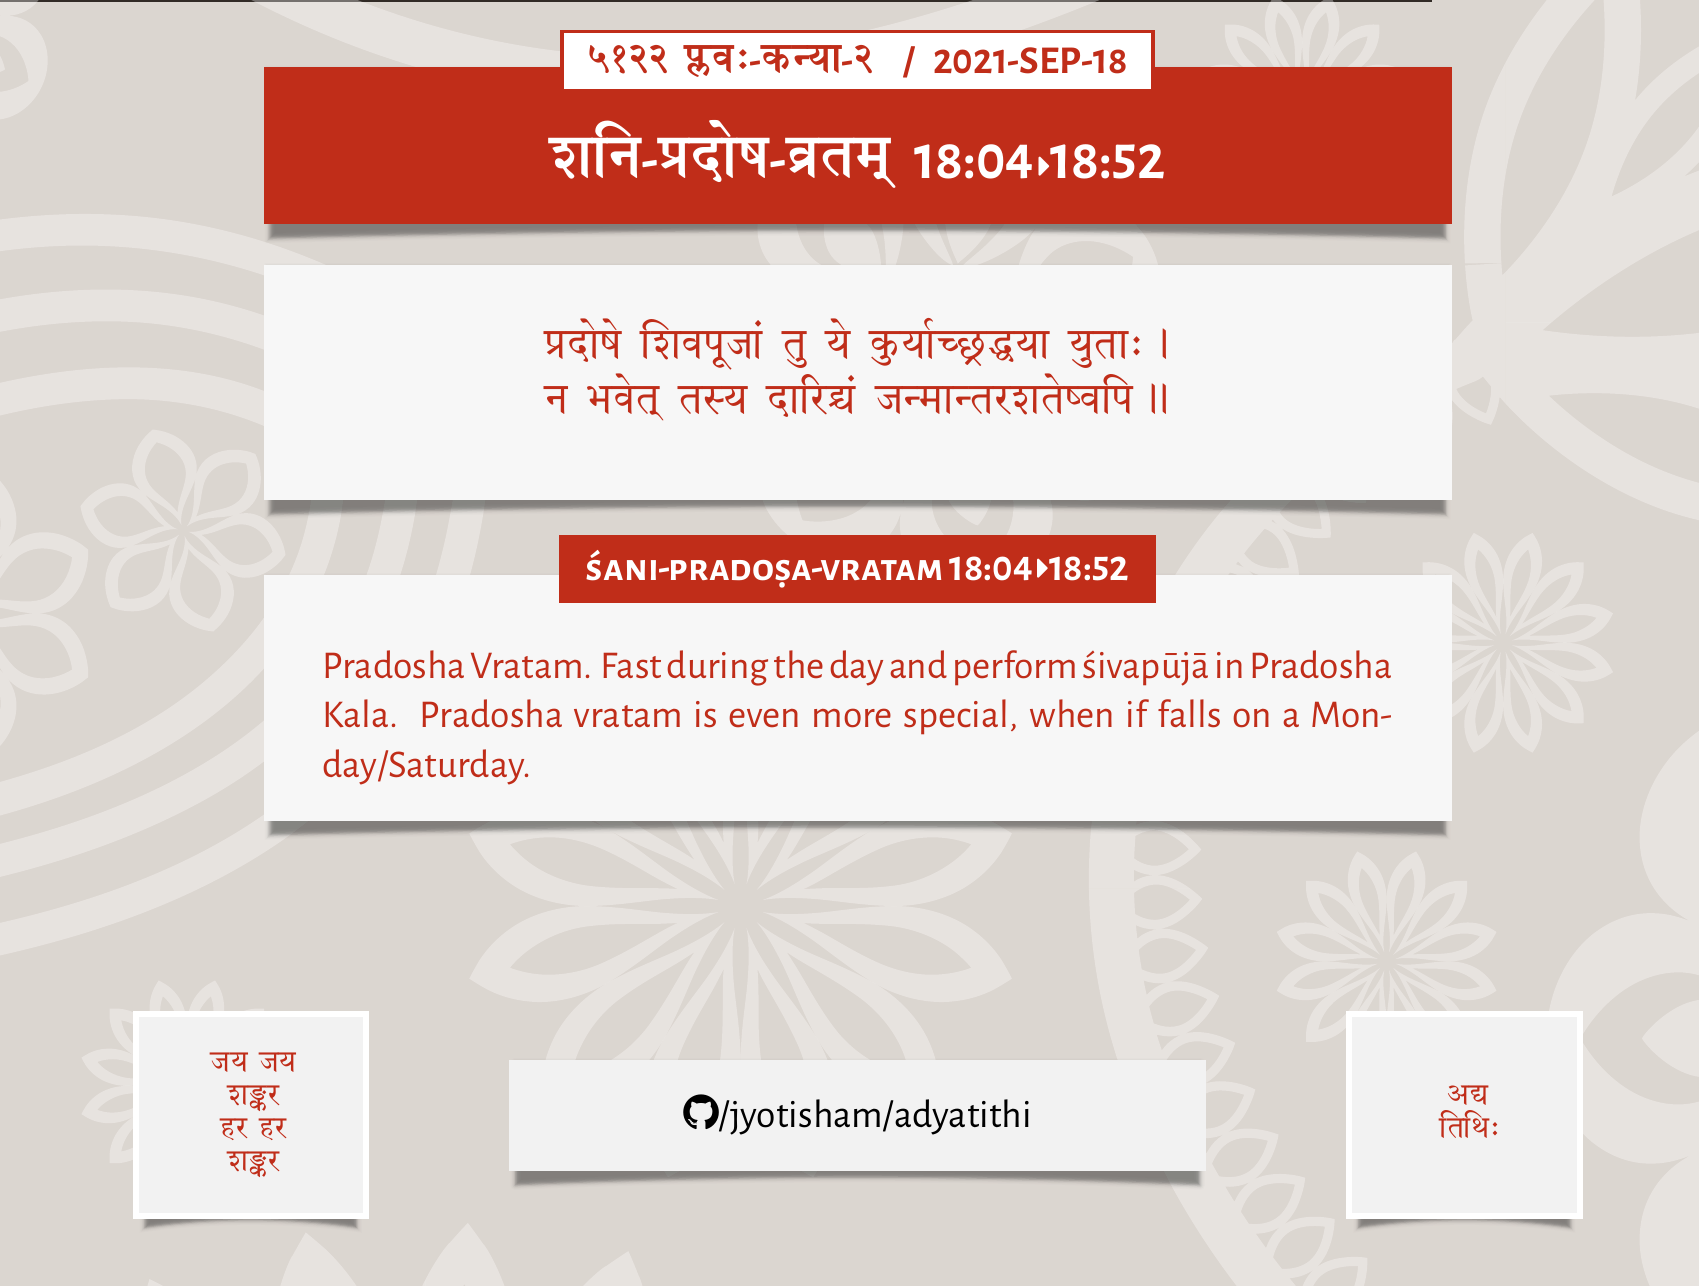 ५१२२ प्लवः-कन्या-२ / 2021-SEP-18
शनि-प्रदोष-व्रतम् 18:04▸18:52
प्रदोषे शिवपूजां तु ये कुर्याच्छ्रद्धया युताः ।
न भवेत् तस्य दारिद्र्यं जन्मान्तरशतेष्वपि ॥
ŚANI-PRADOṢA-VRATAM 18:04▸18:52
Pradosha Vratam. Fast during the day and perform śivapūjā in Pradosha
Kala. Pradosha vratam is even more special, when if falls on a Mon-
day/Saturday.
जय जय
शङ्कर
हर हर
शङ्कर
/jyotisham/adyatithi
अद्य
तिथिः